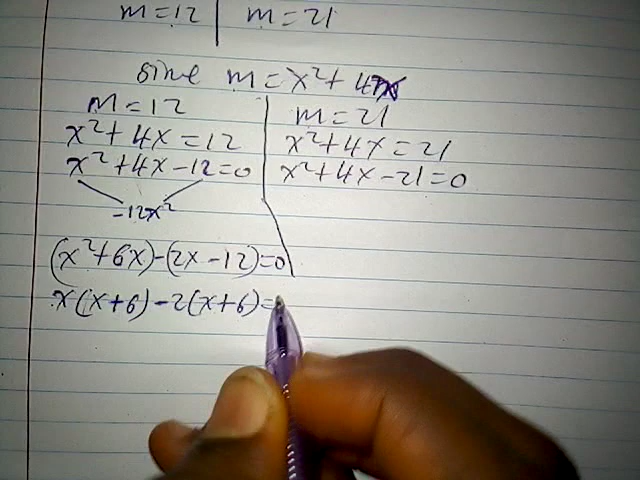 m=12 | m=21
Sine m=x²+4x
M=12 | m=21
x²+4x=12 | x²+4x=21
x²+4x-12=0 | x²+4x-21=0
-12x²
(x²+6x)-(2x-12)=0
x(x+6)-2(x+6)=